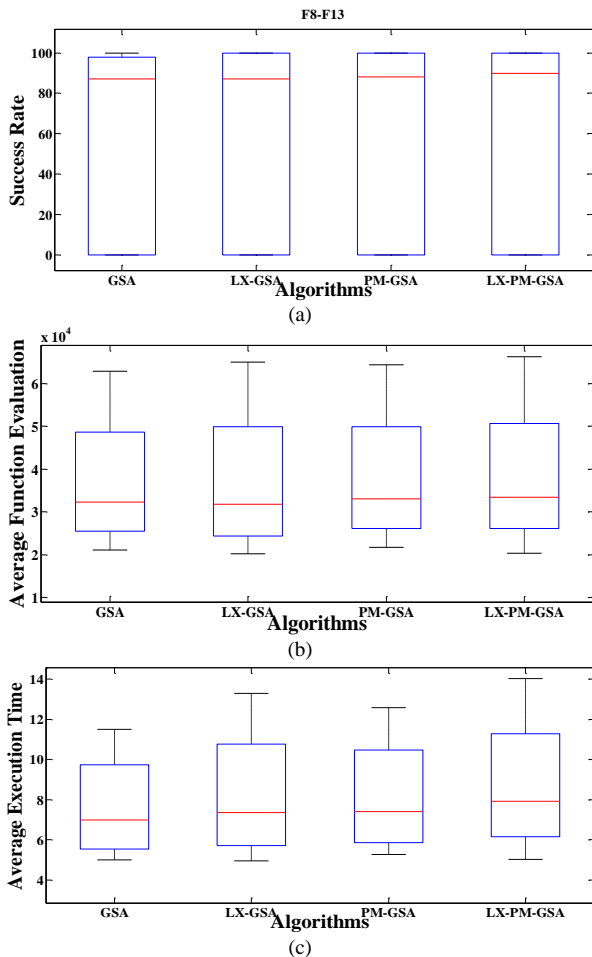 F8-F13
Success Rate
100
80
60
40
20
0
GSA LX-GSA PM-GSA LX-PM-GSA
Algorithms
(a)
x 10^4
Average Function Evaluation
6
5
4
3
2
1
GSA LX-GSA PM-GSA LX-PM-GSA
Algorithms
(b)
Average Execution Time
14
12
10
8
6
4
GSA LX-GSA PM-GSA LX-PM-GSA
Algorithms
(c)